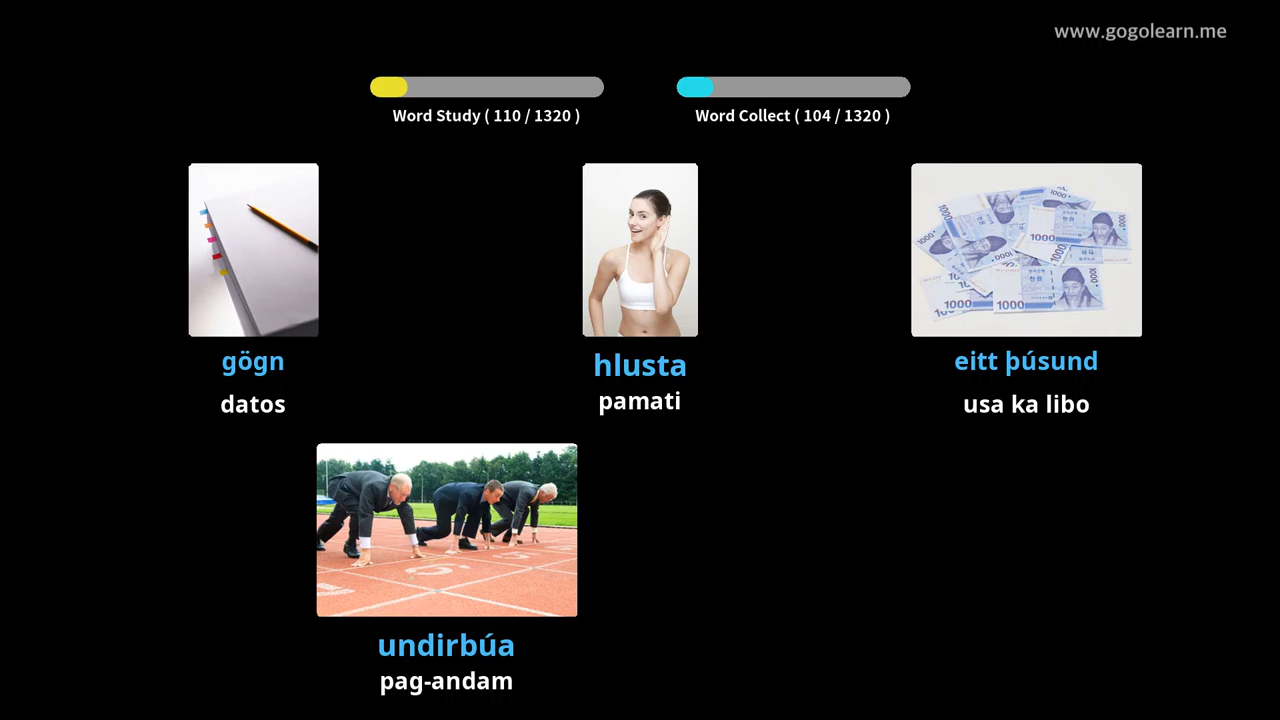 www.gogolearn.me
Word Study ( 110 / 1320 )
Word Collect ( 104 / 1320 )
gögn
datos
hlusta
pamati
eitt þúsund
usa ka libo
undirbúa
pag-andam